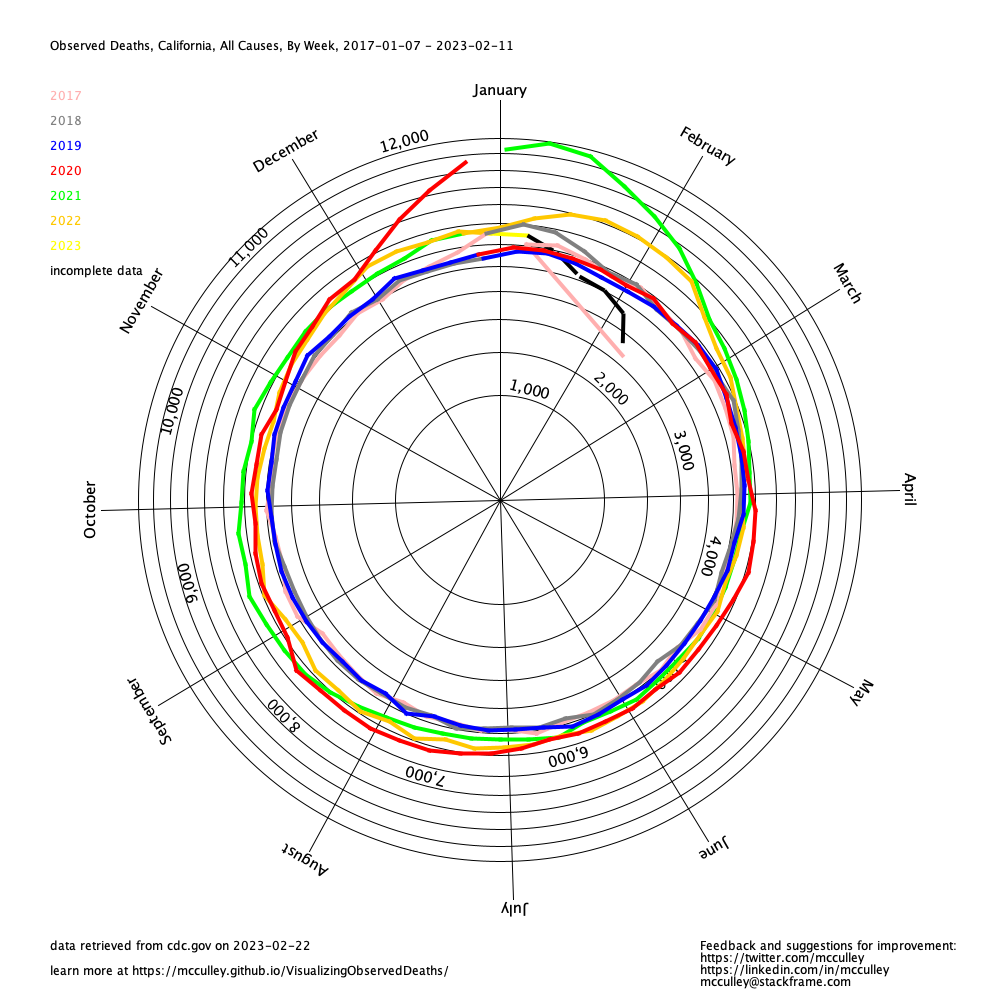 Observed Deaths, California, All Causes, By Week, 2017-01-07 - 2023-02-11
2017
2018
2019
2020
2021
2022
2023
incomplete data
January
February
March
April
May
June
July
August
September
October
November
December
1,000
2,000
3,000
4,000
6,000
7,000
8,000
9,000
10,000
11,000
12,000
data retrieved from cdc.gov on 2023-02-22
learn more at https://mcculley.github.io/VisualizingObservedDeaths/
Feedback and suggestions for improvement:
https://twitter.com/mcculley
https://linkedin.com/in/mcculley
mcculley@stackframe.com